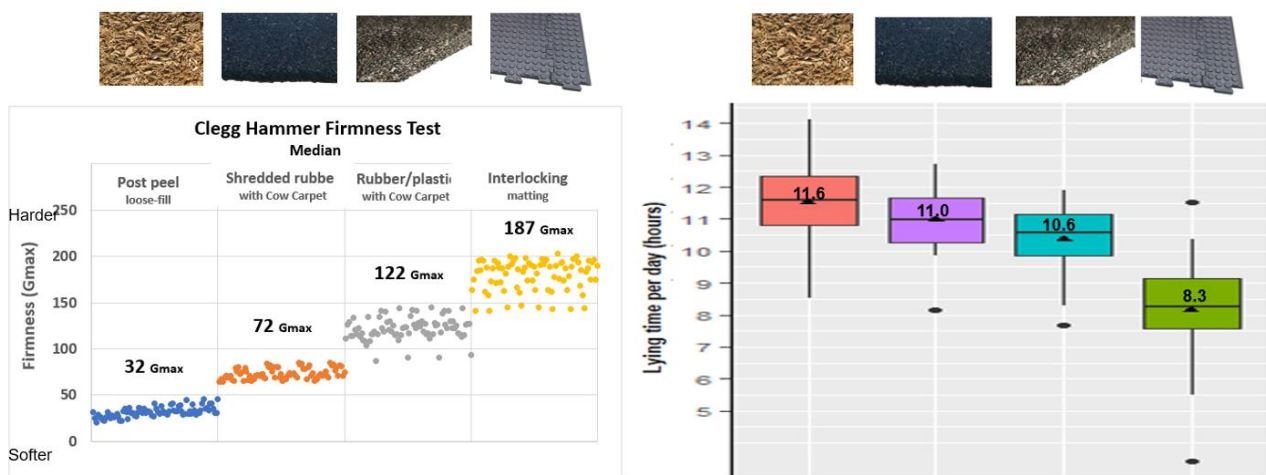 Clegg Hammer Firmness Test
Median
Post peel
loose-fill
Shredded rubbe
with Cow Carpet
Rubber/plastic
with Cow Carpet
Interlocking
matting
Harder
250
200
150
100
50
0
Softer
Firmness (Gmax)
32 Gmax
72 Gmax
122 Gmax
187 Gmax
Lying time per day (hours)
14
13
12
11
10
9
8
7
6
5
11.6
11.0
10.6
8.3